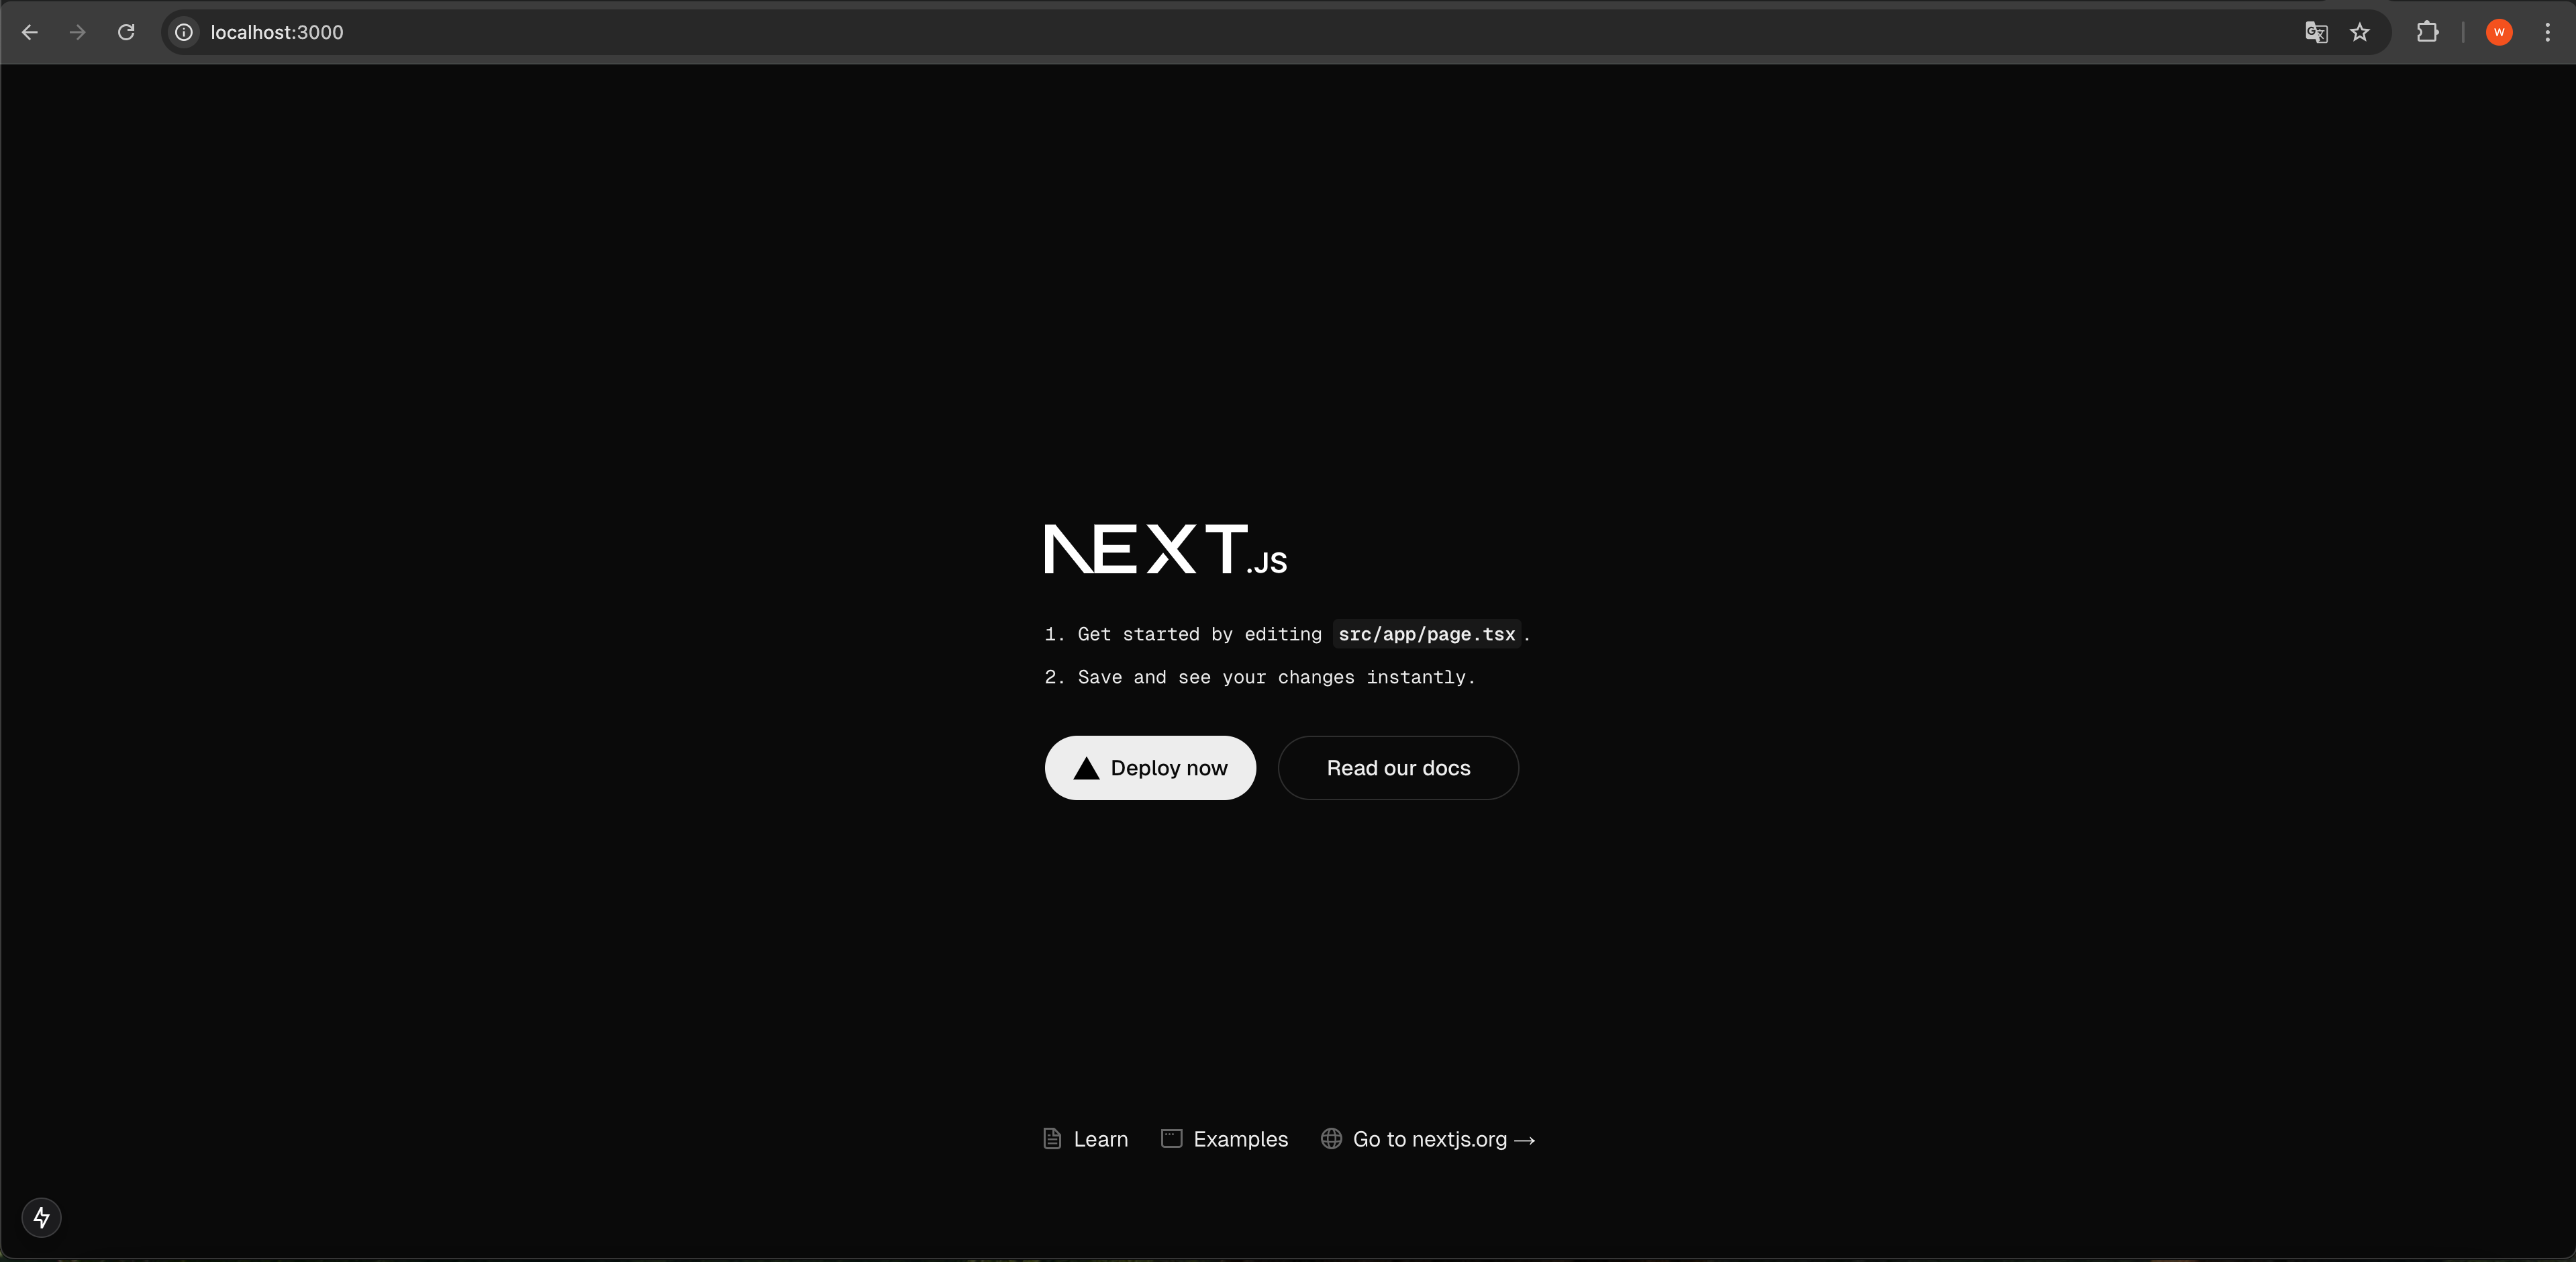 localhost:3000
W
NEXT.JS
1. Get started by editing src/app/page.tsx.
2. Save and see your changes instantly.
Deploy now
Read our docs
Learn
Examples
Go to nextjs.org →